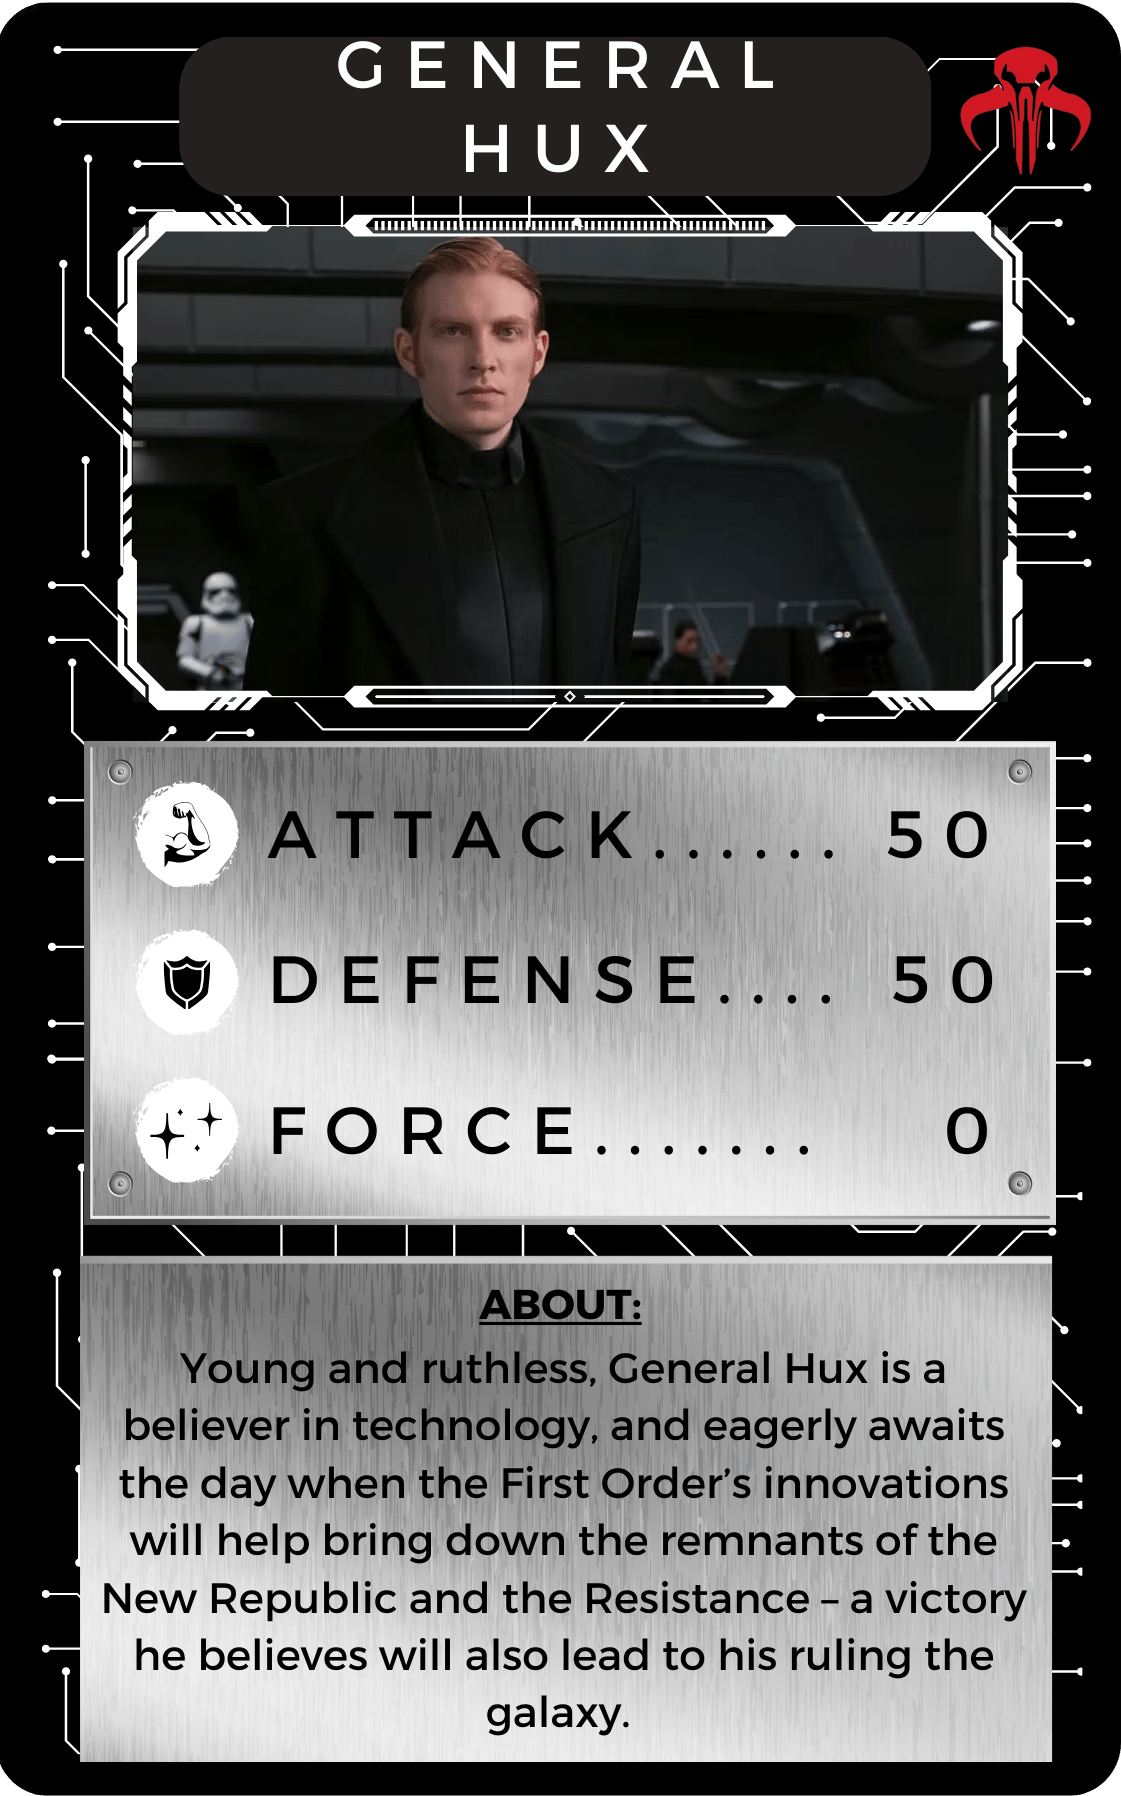 GENERAL
HUX
ATTACK...... 50
DEFENSE.... 50
FORCE....... 0
ABOUT:
Young and ruthless, General Hux is a
believer in technology, and eagerly awaits
the day when the First Order’s innovations
will help bring down the remnants of the
New Republic and the Resistance – a victory
he believes will also lead to his ruling the
galaxy.